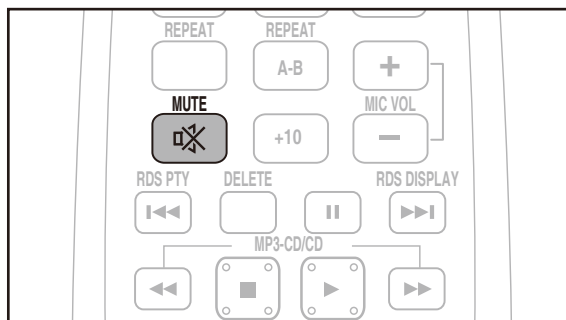 REPEAT REPEAT
A-B +
MUTE MIC VOL
+10 −
RDS PTY DELETE RDS DISPLAY
MP3-CD/CD